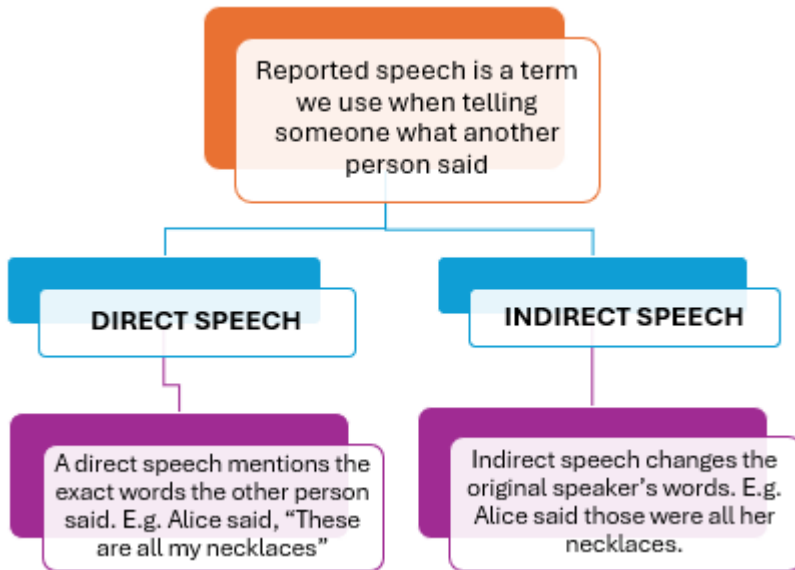 Reported speech is a term
we use when telling
someone what another
person said
DIRECT SPEECH
INDIRECT SPEECH
A direct speech mentions the
exact words the other person
said. E.g. Alice said, “These
are all my necklaces”
Indirect speech changes the
original speaker’s words. E.g.
Alice said those were all her
necklaces.